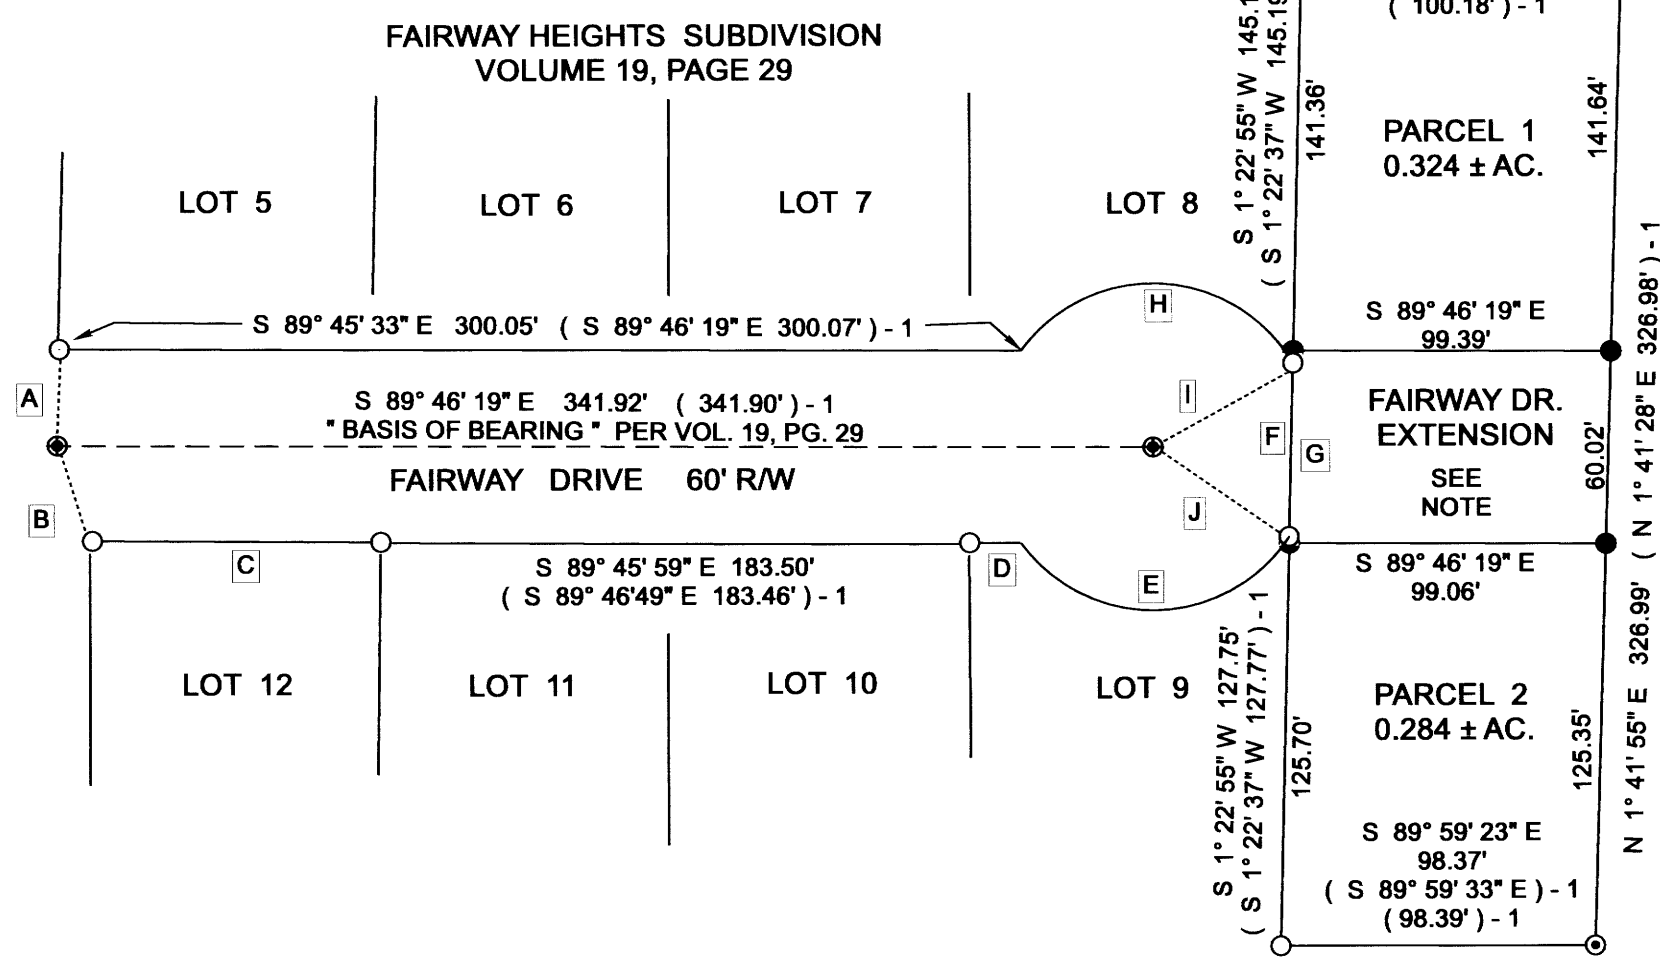 FAIRWAY HEIGHTS SUBDIVISION
VOLUME 19, PAGE 29
( 100.18' ) - 1
LOT 5
LOT 6
LOT 7
LOT 8
S 1° 22' 55" W 145.1
( S 1° 22' 37" W 145.19
141.36'
PARCEL 1
0.324 ± AC.
141.64'
S 89° 45' 33" E 300.05' ( S 89° 46' 19" E 300.07' ) - 1
H
S 89° 46' 19" E
99.39'
A
S 89° 46' 19" E 341.92' ( 341.90' ) - 1
" BASIS OF BEARING " PER VOL. 19, PG. 29
FAIRWAY DRIVE 60' R/W
I
F
G
J
FAIRWAY DR.
EXTENSION
SEE
NOTE
60.02'
N 1° 41' 55" E 326.99' ( N 1° 41' 28" E 326.98' ) - 1
B
C
S 89° 45' 59" E 183.50'
( S 89° 46'49" E 183.46' ) - 1
D
E
S 89° 46' 19" E
99.06'
LOT 12
LOT 11
LOT 10
LOT 9
S 1° 22' 55" W 127.75'
( S 1° 22' 37" W 127.77' ) - 1
125.70'
PARCEL 2
0.284 ± AC.
125.35'
S 89° 59' 23" E
98.37'
( S 89° 59' 33" E ) - 1
( 98.39' ) - 1